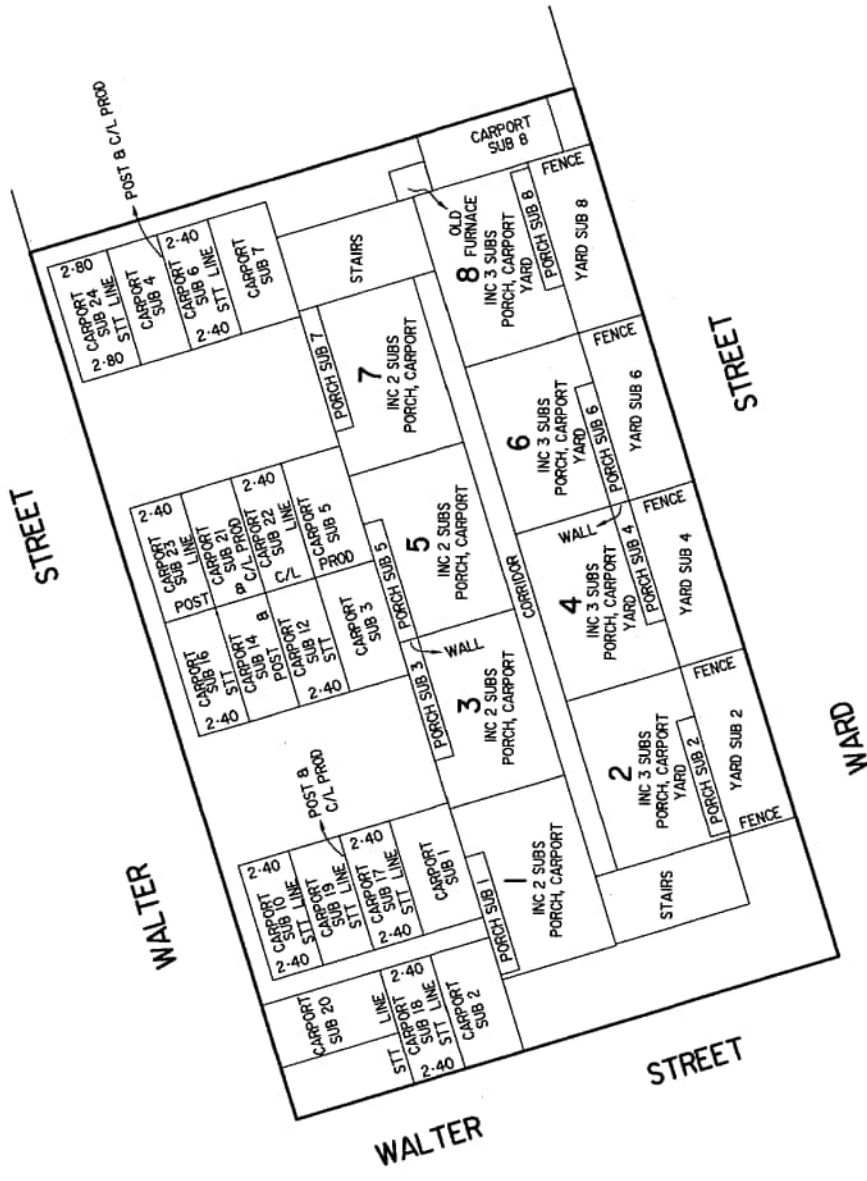 STREET
WALTER
POST & C/L PROD
2·80
CARPORT
SUB 24
2·80
STT LINE
CARPORT
SUB 4
2·40
CARPORT
SUB 6
STT LINE
2·40
CARPORT
SUB 7
STAIRS
OLD
FURNACE
CARPORT
SUB 8
2·40
CARPORT
SUB 23
LINE
POST
CARPORT
SUB 21
& C/L PROD
2·40
CARPORT
SUB 22
LINE
C/L
CARPORT
SUB 5
PROD
CARPORT
SUB 16
STT
2·40
CARPORT
SUB 14
POST &
CARPORT
SUB 12
STT
2·40
CARPORT
SUB 3
POST &
C/L PROD
2·40
CARPORT
SUB 10
2·40
STT LINE
CARPORT
SUB 19
STT LINE
2·40
CARPORT
SUB 17
2·40
STT LINE
CARPORT
SUB 1
CARPORT
SUB 20
LINE
STT
2·40
CARPORT
SUB 18
STT LINE
2·40
CARPORT
SUB 2
PORCH SUB 7
7
INC 2 SUBS
PORCH, CARPORT
PORCH SUB 5
5
INC 2 SUBS
PORCH, CARPORT
WALL
PORCH SUB 3
3
INC 2 SUBS
PORCH, CARPORT
PORCH SUB 1
1
INC 2 SUBS
PORCH, CARPORT
CORRIDOR
8
INC 3 SUBS
PORCH, CARPORT
YARD
PORCH SUB 8
FENCE
YARD SUB 8
6
INC 3 SUBS
PORCH, CARPORT
YARD
PORCH SUB 6
FENCE
YARD SUB 6
WALL
4
INC 3 SUBS
PORCH, CARPORT
YARD
PORCH SUB 4
FENCE
YARD SUB 4
2
INC 3 SUBS
PORCH, CARPORT
YARD
PORCH SUB 2
FENCE
YARD SUB 2
FENCE
STAIRS
WALTER
STREET
WARD
STREET